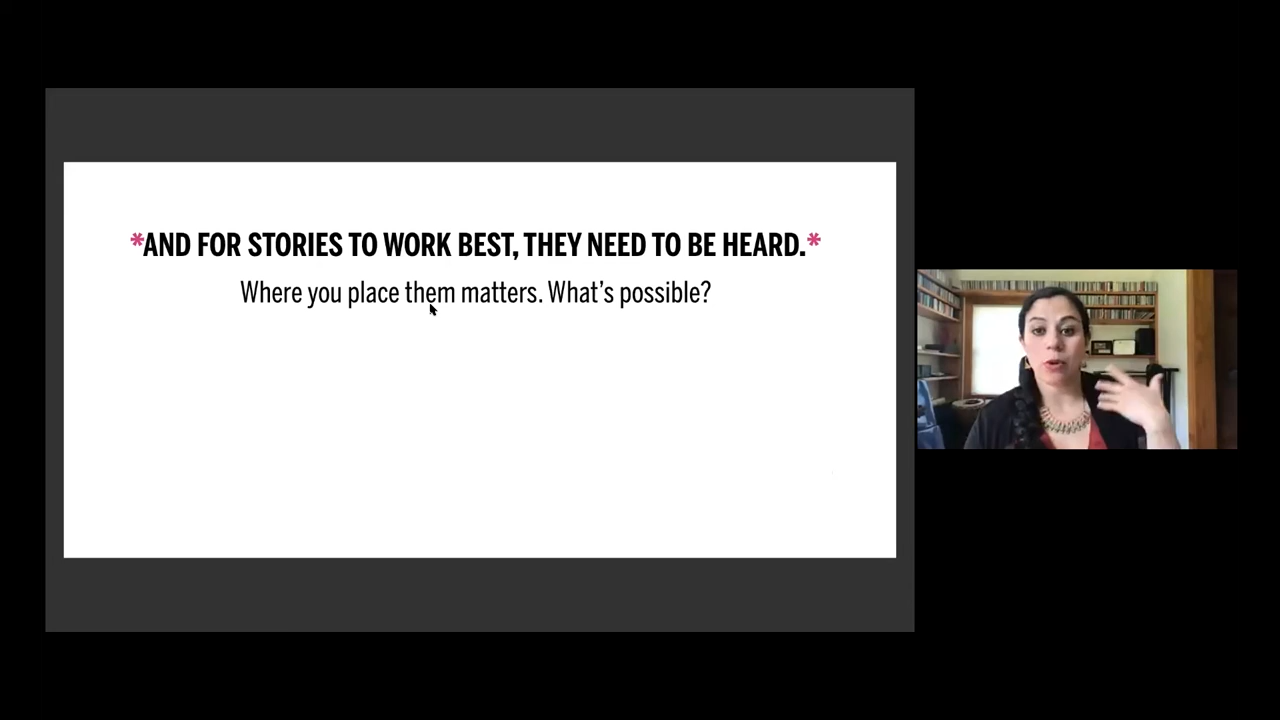 *AND FOR STORIES TO WORK BEST, THEY NEED TO BE HEARD.*
Where you place them matters. What’s possible?